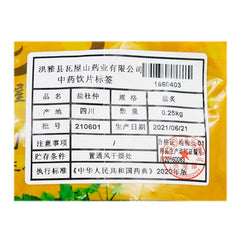 洪雅县瓦屋山药业有限公司
中药饮片标签
1660403
品 名 盐杜仲 规格 盐炙
产 地 四川 0.25kg
批 号 210601 生产日期 2021/06/21
注意事项 /
贮存条件 置通风干燥处
执行标准 《中华人民共和国药典》2020年版